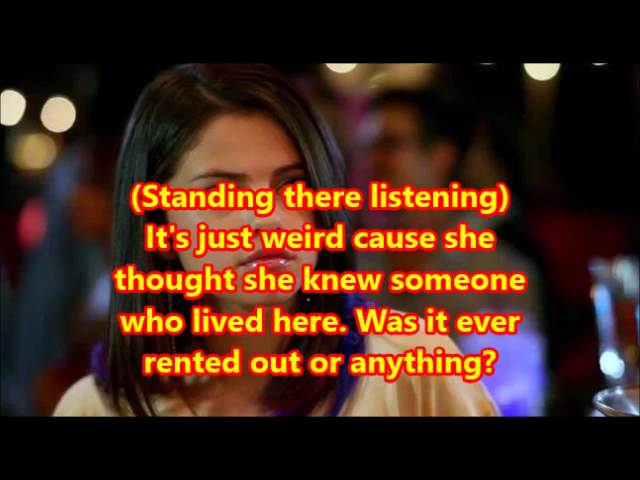 (Standing there listening)
It's just weird cause she
thought she knew someone
who lived here. Was it ever
rented out or anything?